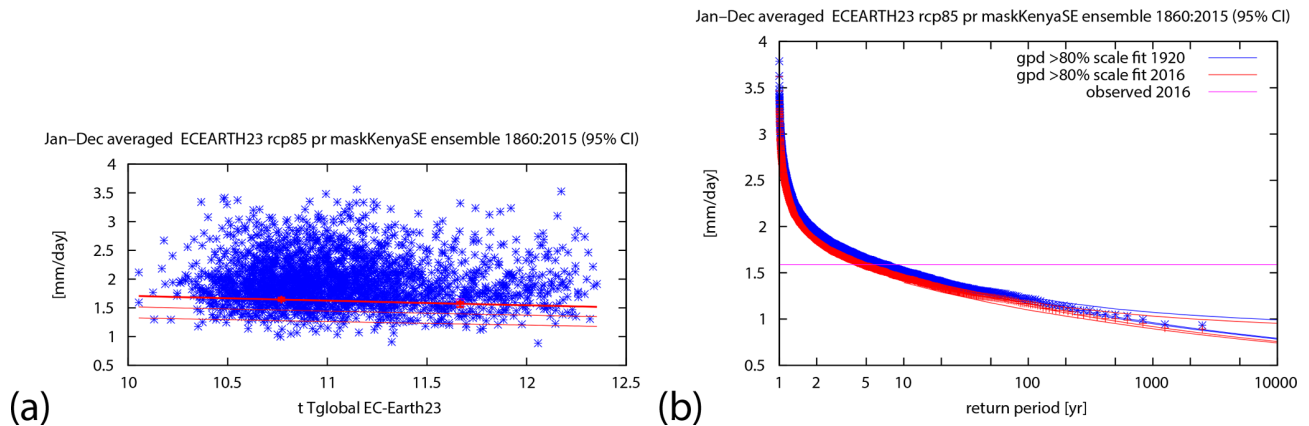 Jan–Dec averaged ECEARTH23 rcp85 pr maskKenyaSE ensemble 1860:2015 (95% CI)
4
3.5
3
2.5
2
1.5
1
0.5
[mm/day]
10 10.5 11 11.5 12 12.5
t Tglobal EC-Earth23
(a)
Jan–Dec averaged ECEARTH23 rcp85 pr maskKenyaSE ensemble 1860:2015 (95% CI)
gpd >80% scale fit 1920
gpd >80% scale fit 2016
observed 2016
4
3.5
3
2.5
2
1.5
1
0.5
[mm/day]
1 2 5 10 100 1000 10000
return period [yr]
(b)